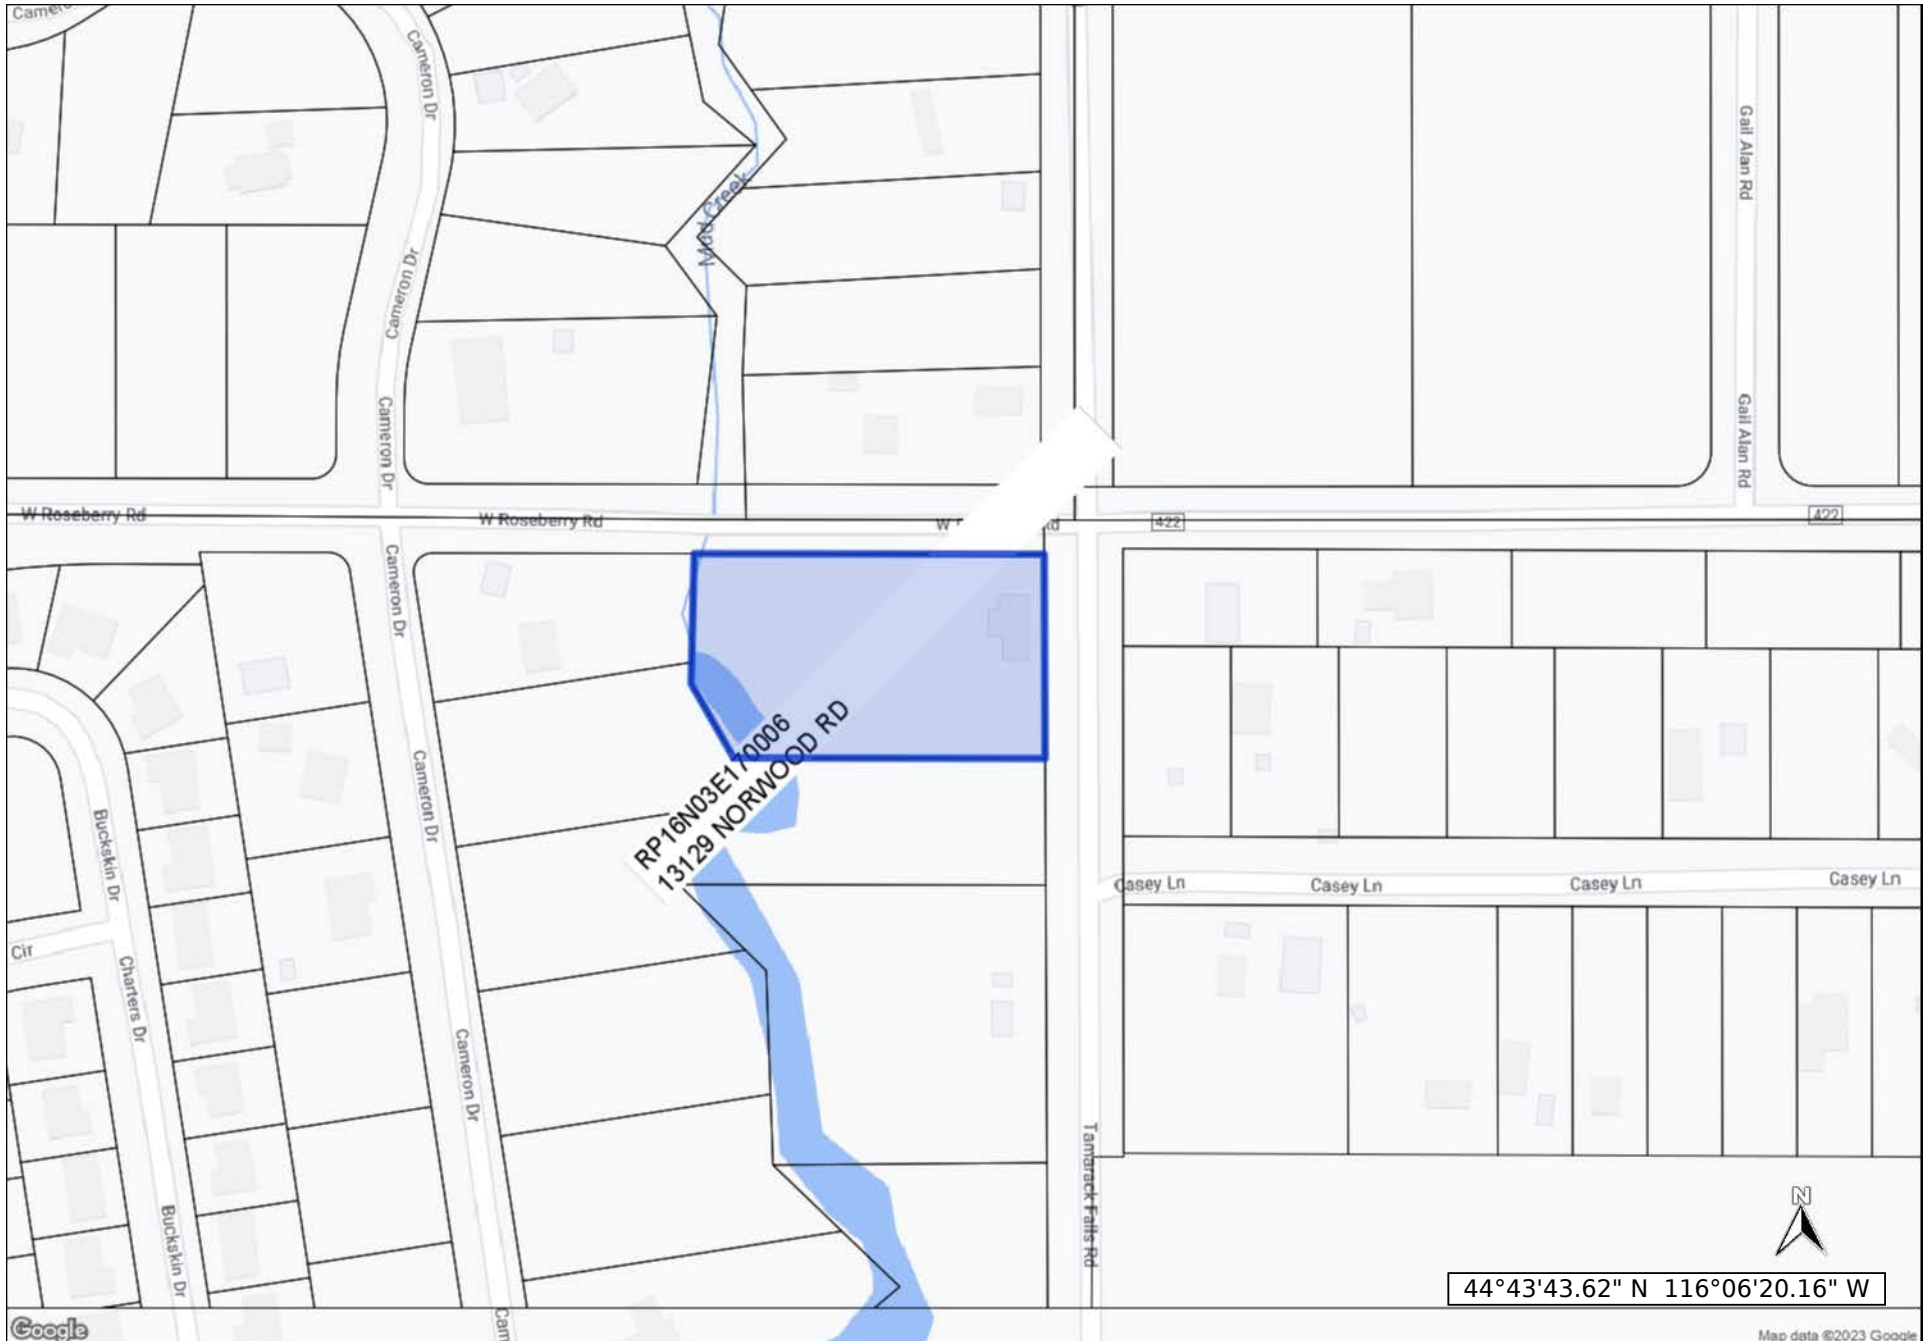 Camero
Cameron Dr
Gail Alan Rd
Mud Creek
Cameron Dr
Cameron Dr
Gail Alan Rd
W Roseberry Rd
W Roseberry Rd
W
Rd
422
422
Cameron Dr
RP16N03E170006
13129 NORWOOD RD
Cameron Dr
Buckskin Dr
Casey Ln
Casey Ln
Casey Ln
Casey Ln
Cir
Charters Dr
Cameron Dr
Tamarack Falls Rd
Buckskin Dr
N
44°43'43.62" N 116°06'20.16" W
Cam
Google
Map data ©2023 Google